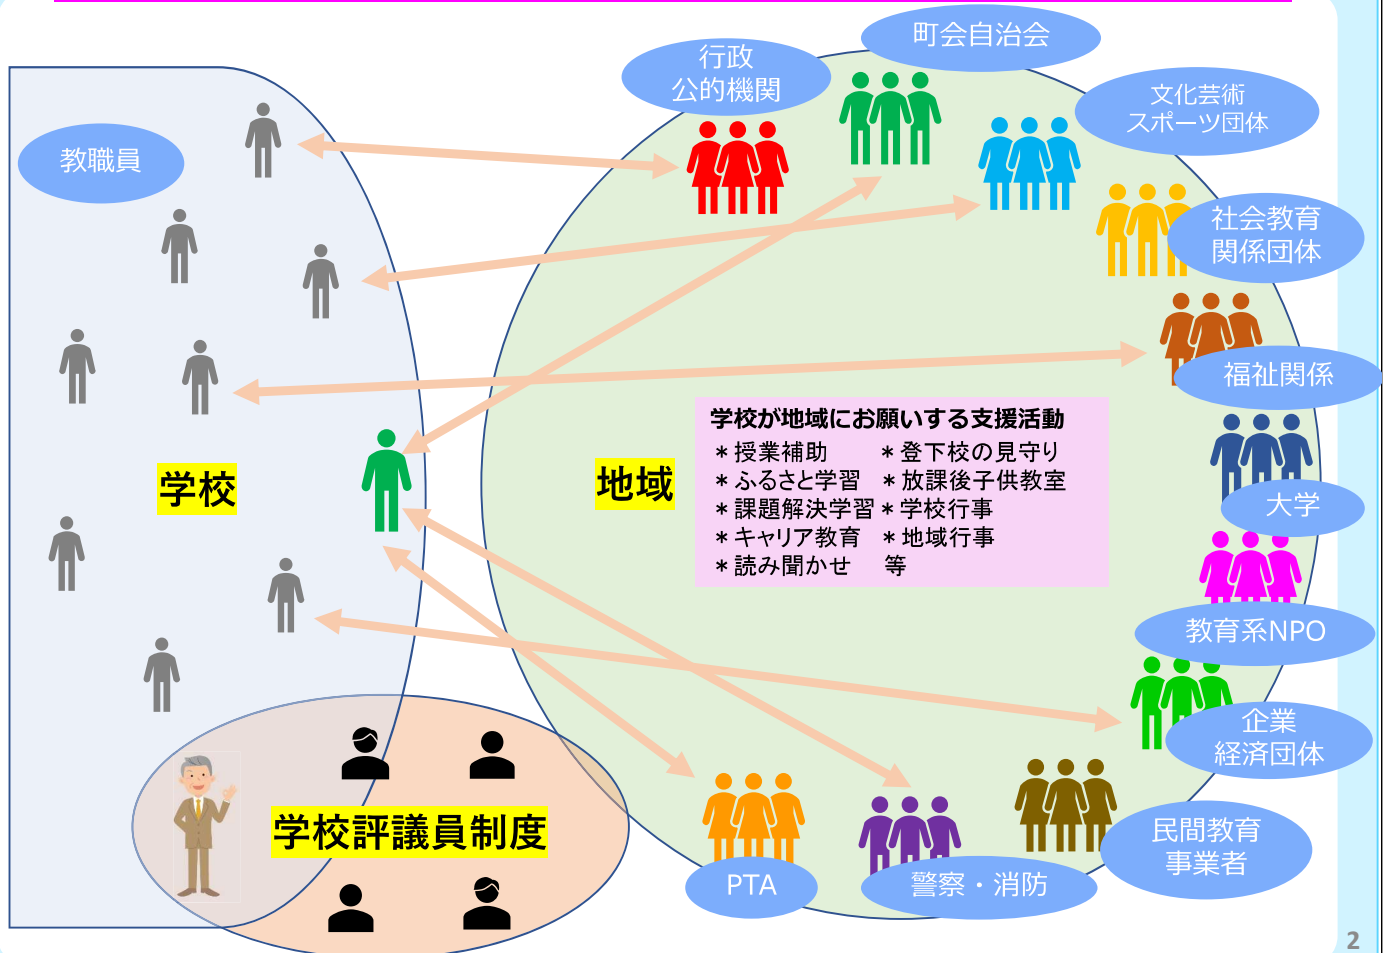 町会自治会
行政
公的機関
文化芸術
スポーツ団体
教職員
社会教育
関係団体
福祉関係
学校が地域にお願いする支援活動
＊授業補助　＊登下校の見守り
＊ふるさと学習　＊放課後子供教室
＊課題解決学習＊学校行事
＊キャリア教育　＊地域行事
＊読み聞かせ　等
学校
地域
大学
教育系NPO
企業
経済団体
学校評議員制度
民間教育
事業者
PTA
警察・消防
2